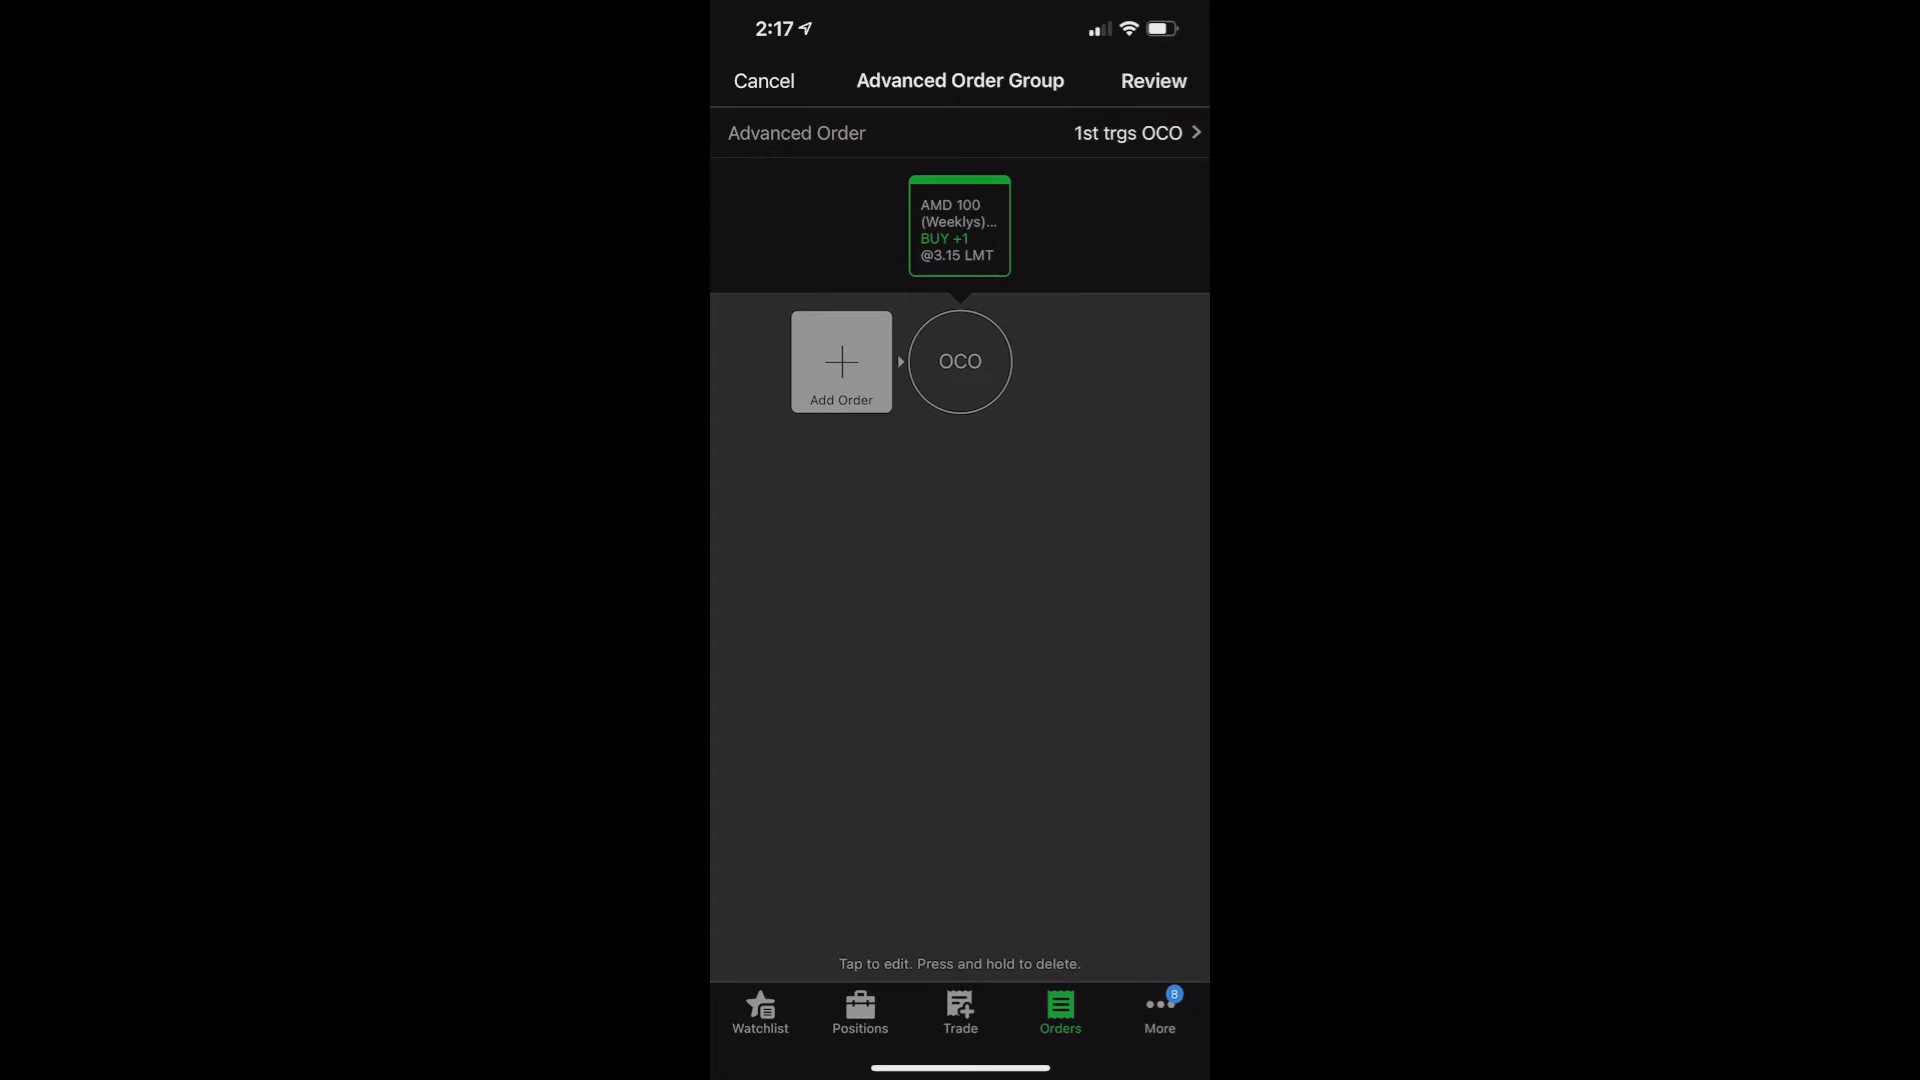 2:17
Cancel
Advanced Order Group
Review
Advanced Order
1st trgs OCO
AMD 100
(Weeklys)...
BUY +1
@3.15 LMT
Add Order
OCO
Tap to edit. Press and hold to delete.
Watchlist
Positions
Trade
Orders
8
More